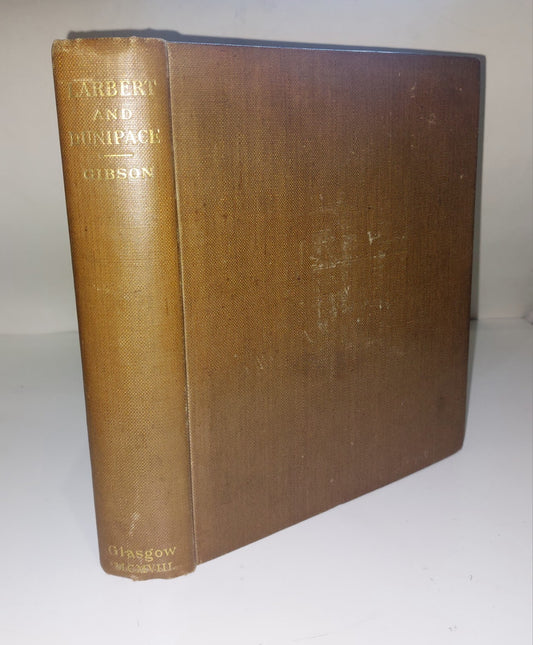 LARBERT
AND
DUNIPACE
GIBSON
Glasgow
MCMVIII